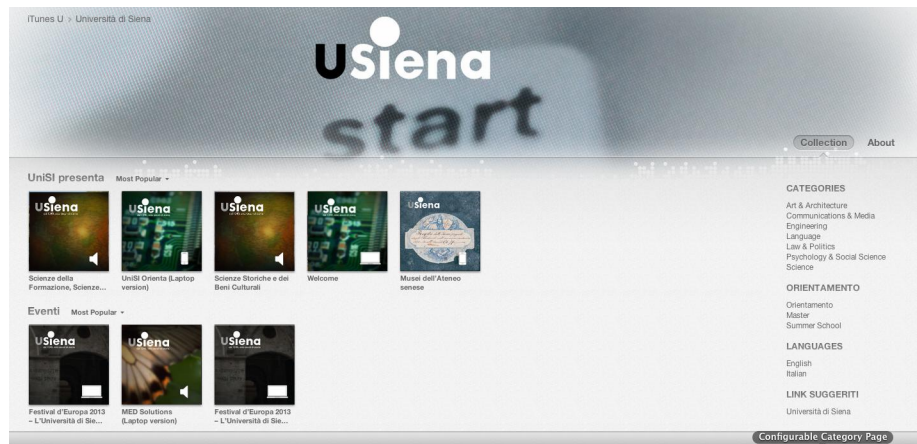 iTunes U > Università di Siena
USiena
start
Collection About
UniSI presenta Most Popular
USiena
USiena
USiena
USiena
USiena
Scienze della
Formazione, Scienze...
UniSI Orienta (Laptop
version)
Scienze Storiche e dei
Beni Culturali
Welcome
Musei dell'Ateneo
senese
Eventi Most Popular
USiena
USiena
USiena
Festival d'Europa 2013
– L'Università di Sie...
MED Solutions
(Laptop version)
Festival d'Europa 2013
– L'Università di Sie...
CATEGORIES
Art & Architecture
Communications & Media
Engineering
Language
Law & Politics
Psychology & Social Science
Science
ORIENTAMENTO
Orientamento
Master
Summer School
LANGUAGES
English
Italian
LINK SUGGERITI
Università di Siena
Configurable Category Page